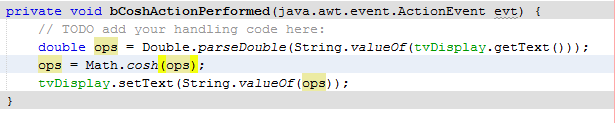 private void bCoshActionPerformed(java.awt.event.ActionEvent evt) {
// TODO add your handling code here:
double ops = Double.parseDouble(String.valueOf(tvDisplay.getText()));
ops = Math.cosh(ops);
tvDisplay.setText(String.valueOf(ops));
}